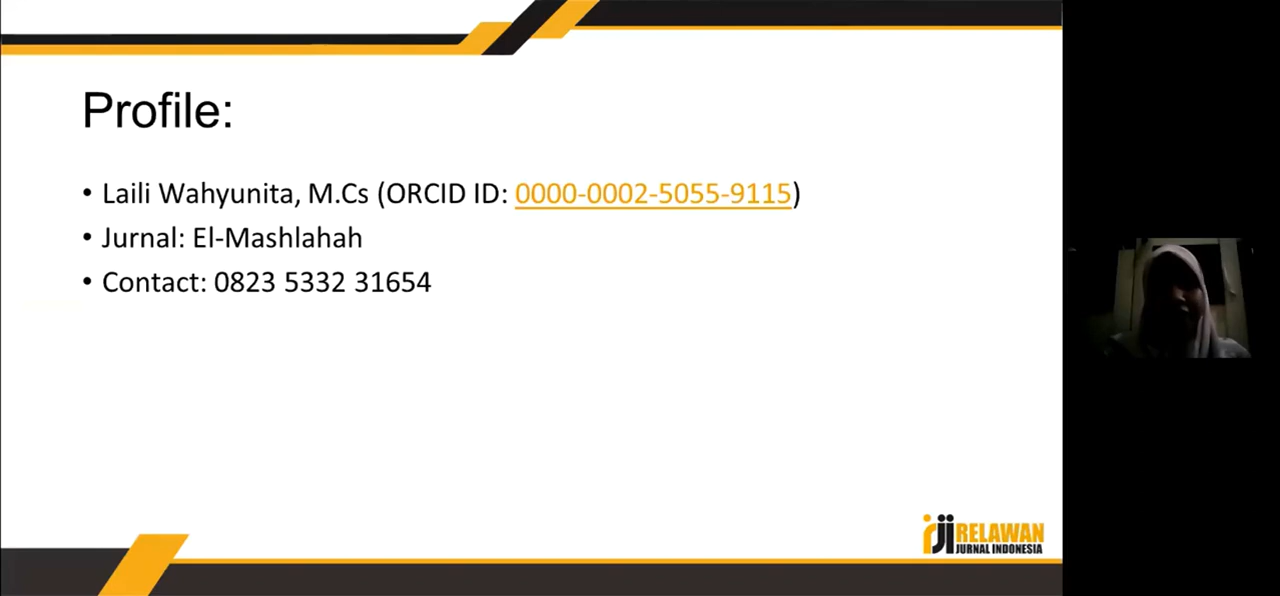 Profile:
• Laili Wahyunita, M.Cs (ORCID ID: 0000-0002-5055-9115)
• Jurnal: El-Mashlahah
• Contact: 0823 5332 31654
rji RELAWAN
JURNAL INDONESIA